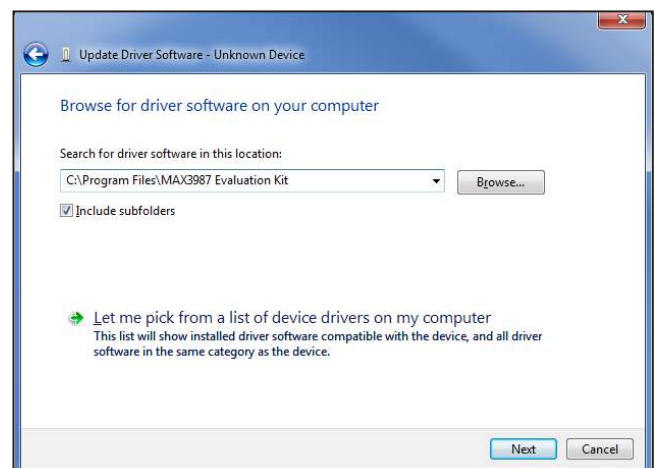 Update Driver Software - Unknown Device
Browse for driver software on your computer
Search for driver software in this location:
C:\Program Files\MAX3987 Evaluation Kit
Browse...
Include subfolders
Let me pick from a list of device drivers on my computer
This list will show installed driver software compatible with the device, and all driver
software in the same category as the device.
Next
Cancel